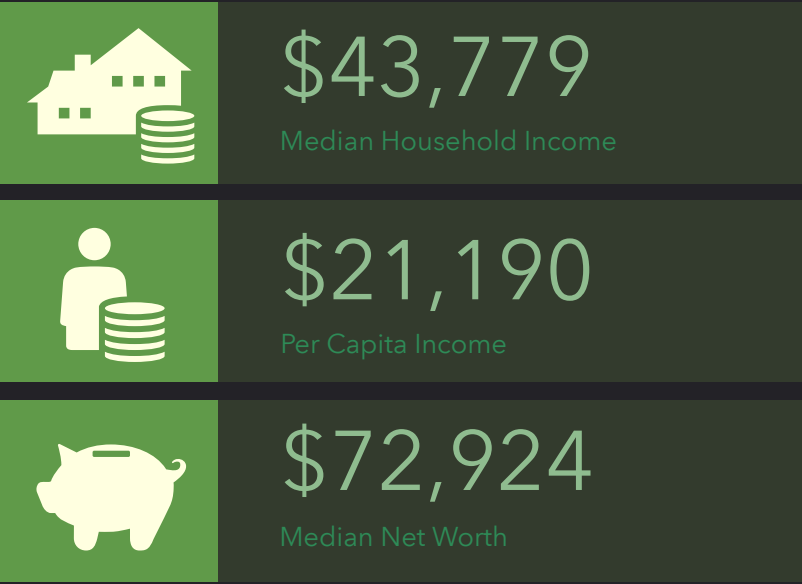 $43,779
Median Household Income
$21,190
Per Capita Income
$72,924
Median Net Worth